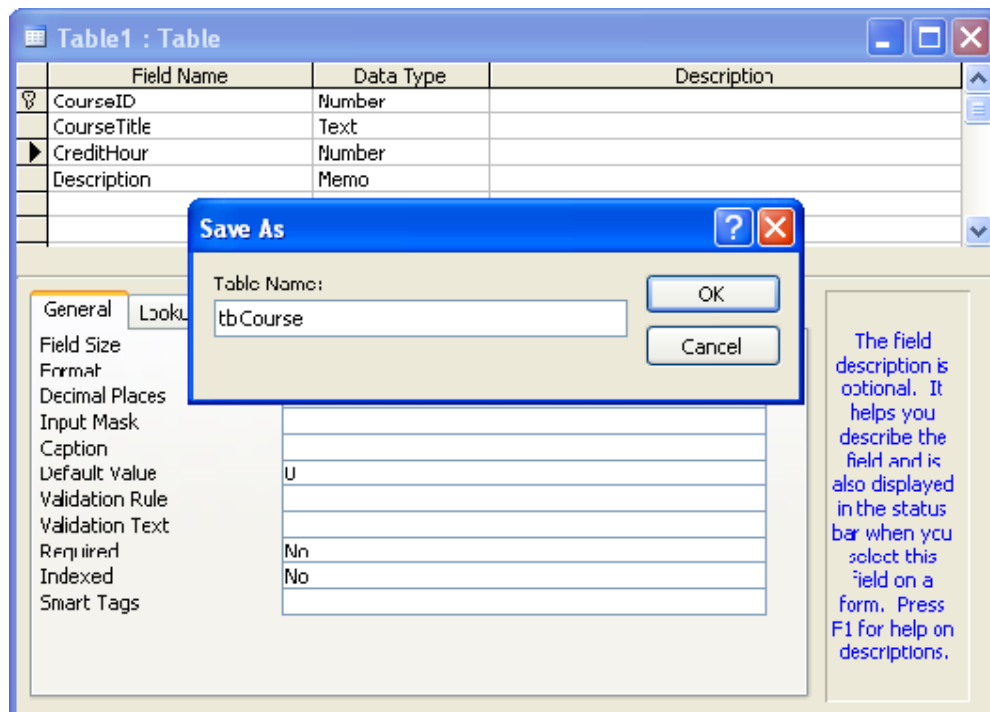 Table1 : Table
Field Name Data Type Description
CourseID Number
CourseTitle Text
CreditHour Number
Description Memo
Save As
Table Name:
tbCourse
OK
Cancel
General Looku
Field Size
Format
Decimal Places
Input Mask
Caption
Default Value 0
Validation Rule
Validation Text
Required No
Indexed No
Smart Tags
The field
description is
optional. It
helps you
describe the
field and is
also displayed
in the status
bar when you
select this
field on a
form. Press
F1 for help on
descriptions.